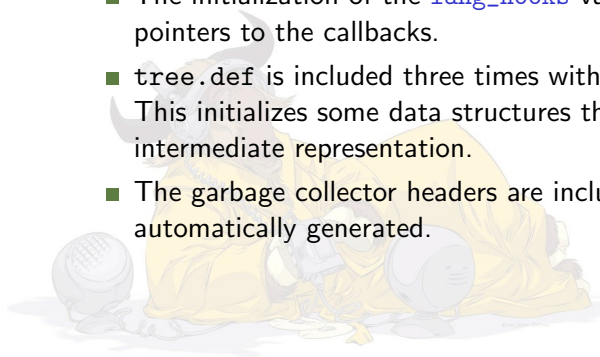 The initialization of the lang_hooks va
pointers to the callbacks.
tree.def is included three times with
This initializes some data structures th
intermediate representation.
The garbage collector headers are inclu
automatically generated.